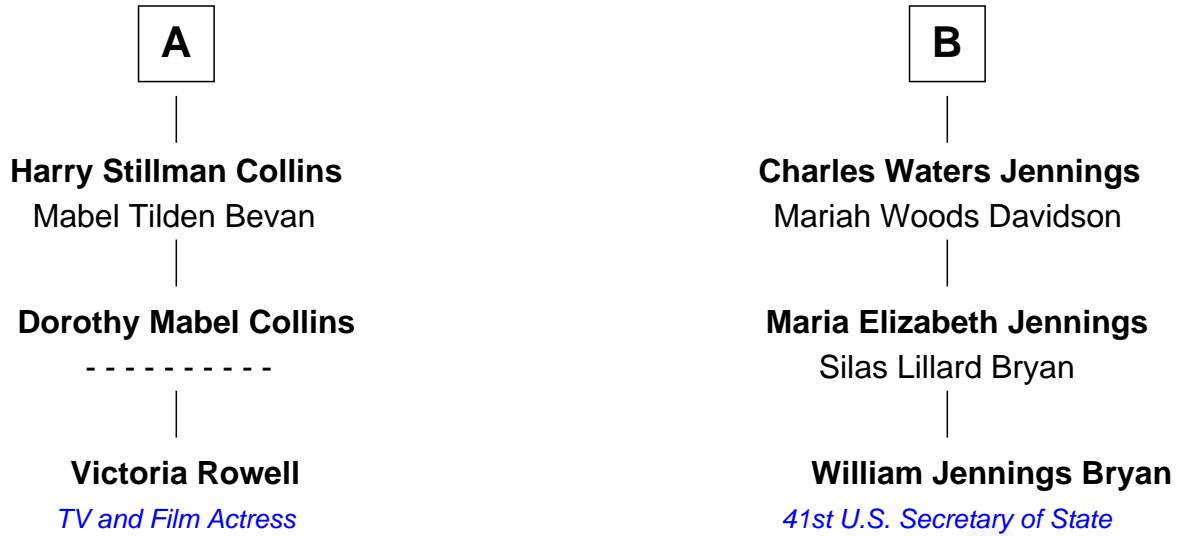 A
Harry Stillman Collins
Mabel Tilden Bevan
Dorothy Mabel Collins
- - - - - - - - - -
Victoria Rowell
TV and Film Actress
B
Charles Waters Jennings
Mariah Woods Davidson
Maria Elizabeth Jennings
Silas Lillard Bryan
William Jennings Bryan
41st U.S. Secretary of State